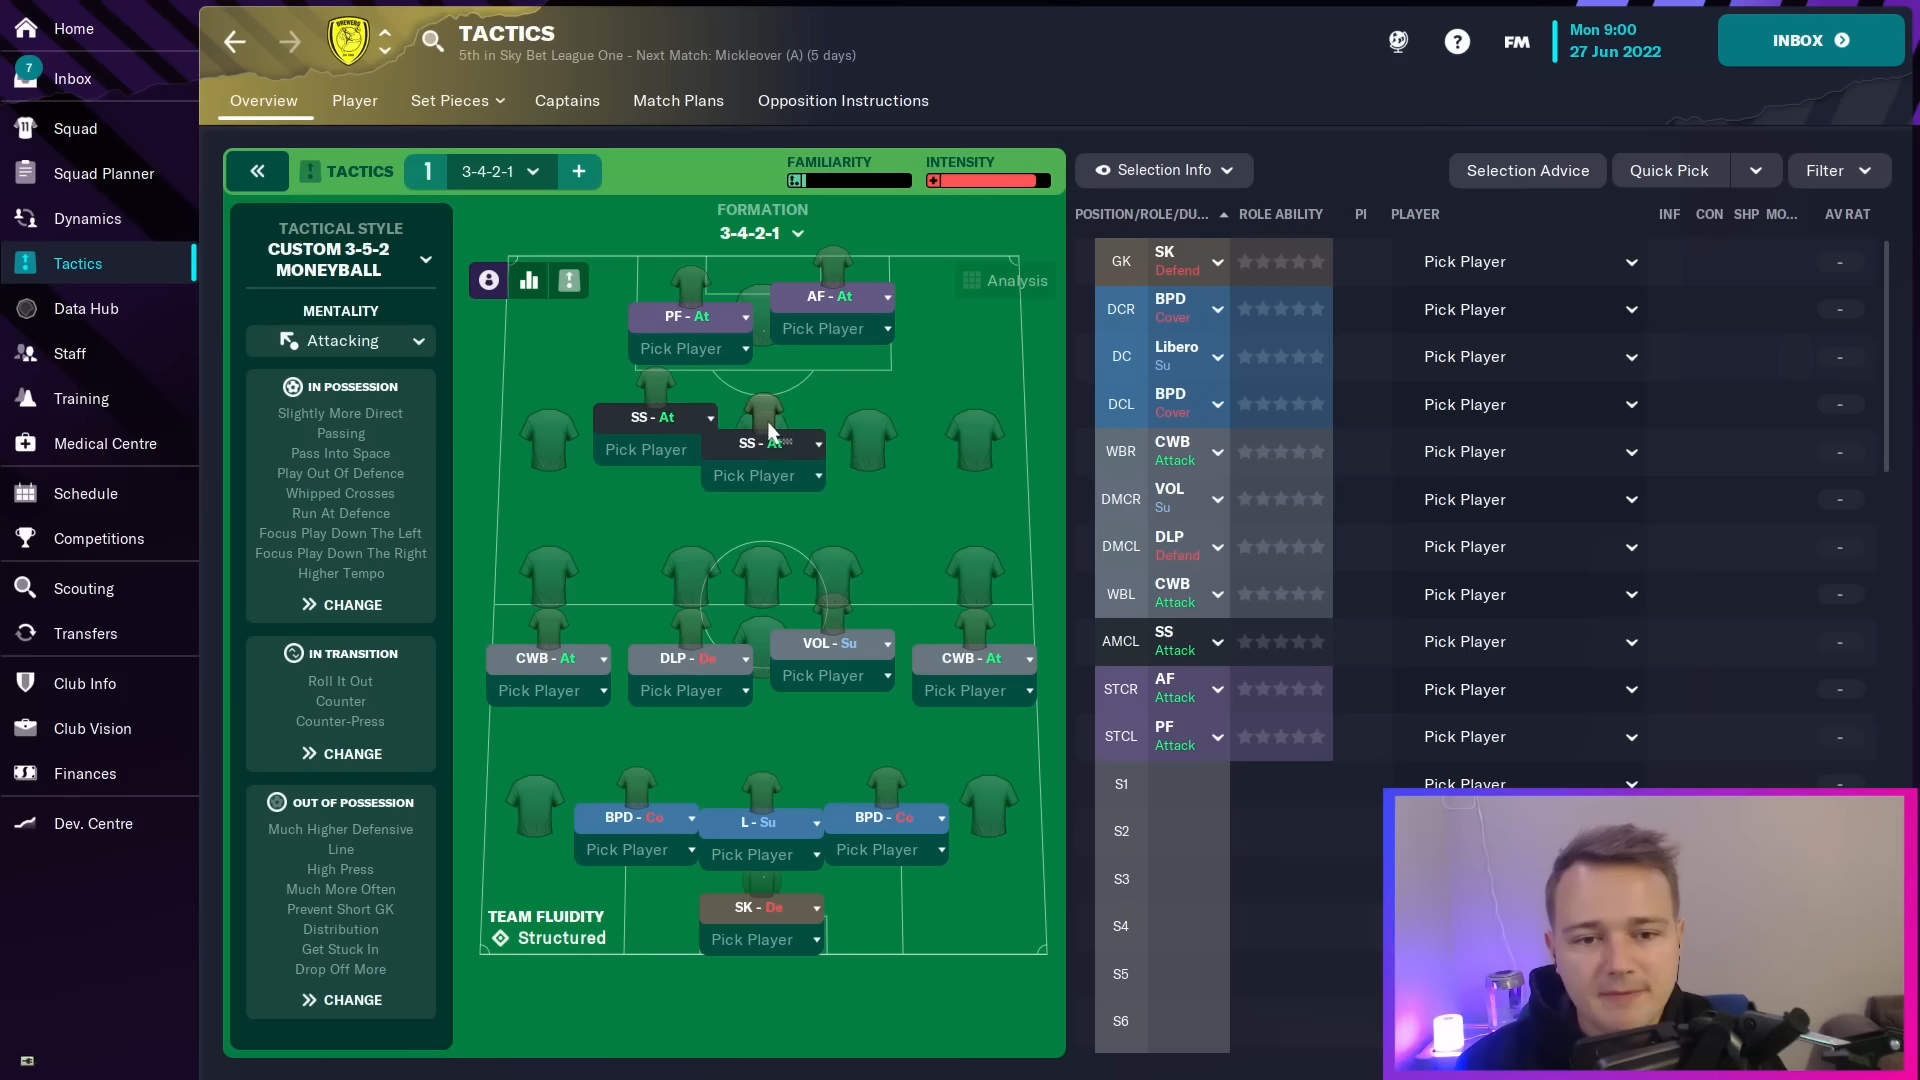 Home
7
Inbox
Squad
Squad Planner
Dynamics
Tactics
Data Hub
Staff
Training
Medical Centre
Schedule
Competitions
Scouting
Transfers
Club Info
Club Vision
Finances
Dev. Centre
BREWERS
TACTICS
5th in Sky Bet League One - Next Match: Mickleover (A) (5 days)
?
FM
Mon 9:00
27 Jun 2022
INBOX
Overview
Player
Set Pieces
Captains
Match Plans
Opposition Instructions
TACTICS
1
3-4-2-1
+
FAMILIARITY
INTENSITY
TACTICAL STYLE
CUSTOM 3-5-2
MONEYBALL
MENTALITY
Attacking
IN POSSESSION
Slightly More Direct
Passing
Pass Into Space
Play Out Of Defence
Whipped Crosses
Run At Defence
Focus Play Down The Left
Focus Play Down The Right
Higher Tempo
CHANGE
IN TRANSITION
Roll It Out
Counter
Counter-Press
CHANGE
OUT OF POSSESSION
Much Higher Defensive
Line
High Press
Much More Often
Prevent Short GK
Distribution
Get Stuck In
Drop Off More
CHANGE
FORMATION
3-4-2-1
Analysis
AF - At
Pick Player
PF - At
Pick Player
SS - At
Pick Player
SS - At
Pick Player
VOL - Su
Pick Player
CWB - At
Pick Player
DLP - De
Pick Player
CWB - At
Pick Player
BPD - Co
Pick Player
L - Su
Pick Player
BPD - Co
Pick Player
SK - De
Pick Player
TEAM FLUIDITY
Structured
Selection Info
Selection Advice
Quick Pick
Filter
POSITION/ROLE/DU... ROLE ABILITY PI PLAYER INF CON SHP MO... AV RAT
GK SK Pick Player -
Defend
DCR BPD Pick Player -
Cover
DC Libero Pick Player -
Su
DCL BPD Pick Player -
Cover
WBR CWB Pick Player -
Attack
DMCR VOL Pick Player -
Su
DMCL DLP Pick Player -
Defend
WBL CWB Pick Player -
Attack
AMCL SS Pick Player -
Attack
STCR AF Pick Player -
Attack
STCL PF Pick Player -
Attack
S1 Pick Player
S2
S3
S4
S5
S6